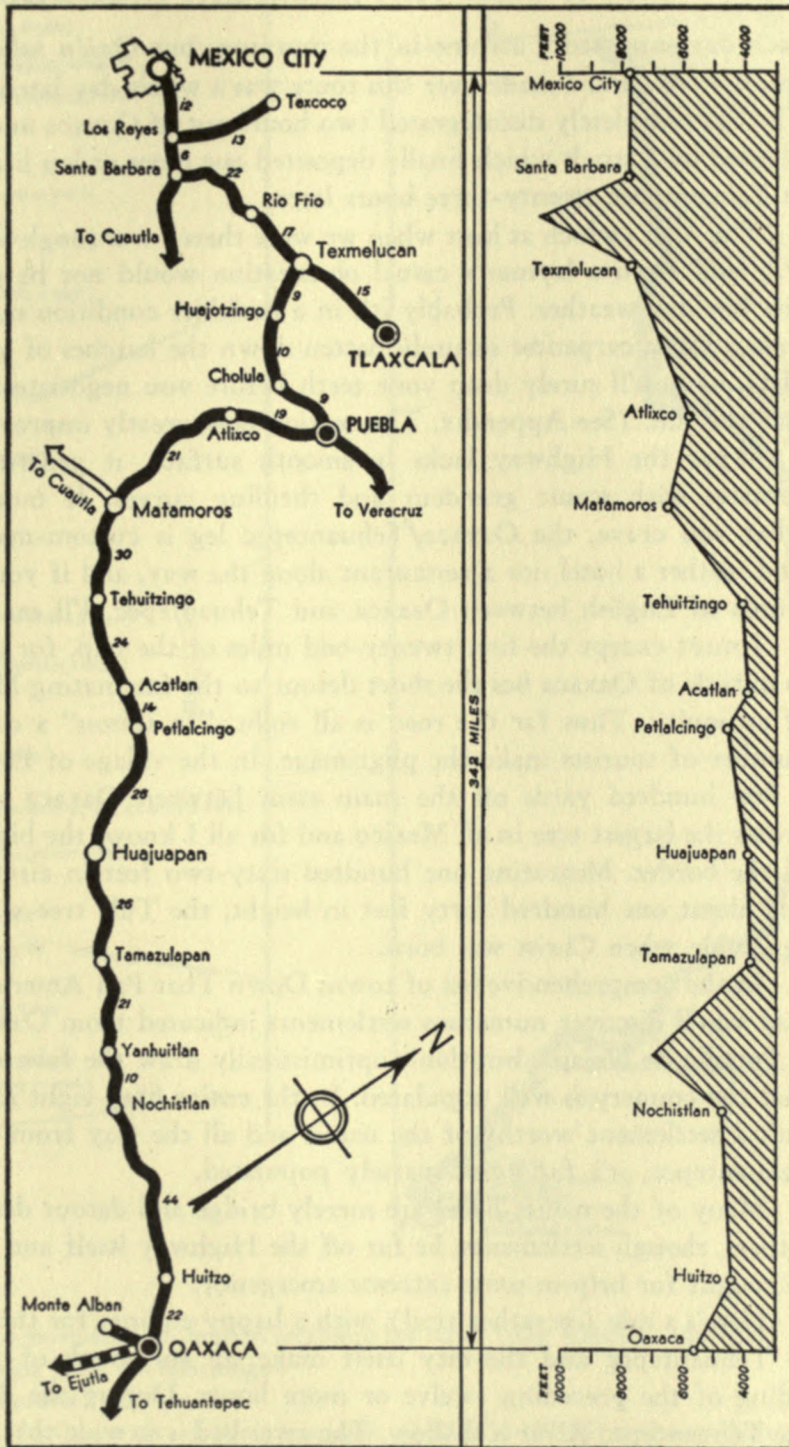 MEXICO CITY
12
Texcoco
Los Reyes
13
6
Santa Barbara
22
Rio Frio
To Cuautla
17
Texmelucan
15
Huejotzingo
9
TLAXCALA
10
Cholula
9
19
PUEBLA
Atlixco
21
To Cuautla
To Veracruz
Matamoros
30
Tehuitzingo
24
Acatlan
14
Petlalcingo
26
Huajuapan
26
Tamazulapan
21
Yanhuitlan
10
Nochistlan
N
44
Huitzo
Monte Alban
22
OAXACA
To Ejutla
To Tehuantepec
342 MILES
FEET
10000
8000
6000
4000
Mexico City
Santa Barbara
Texmelucan
Atlixco
Matamoros
Tehuitzingo
Acatlan
Petlalcingo
Huajuapan
Tamazulapan
Nochistlan
Huitzo
Oaxaca
FEET
10000
8000
6000
4000